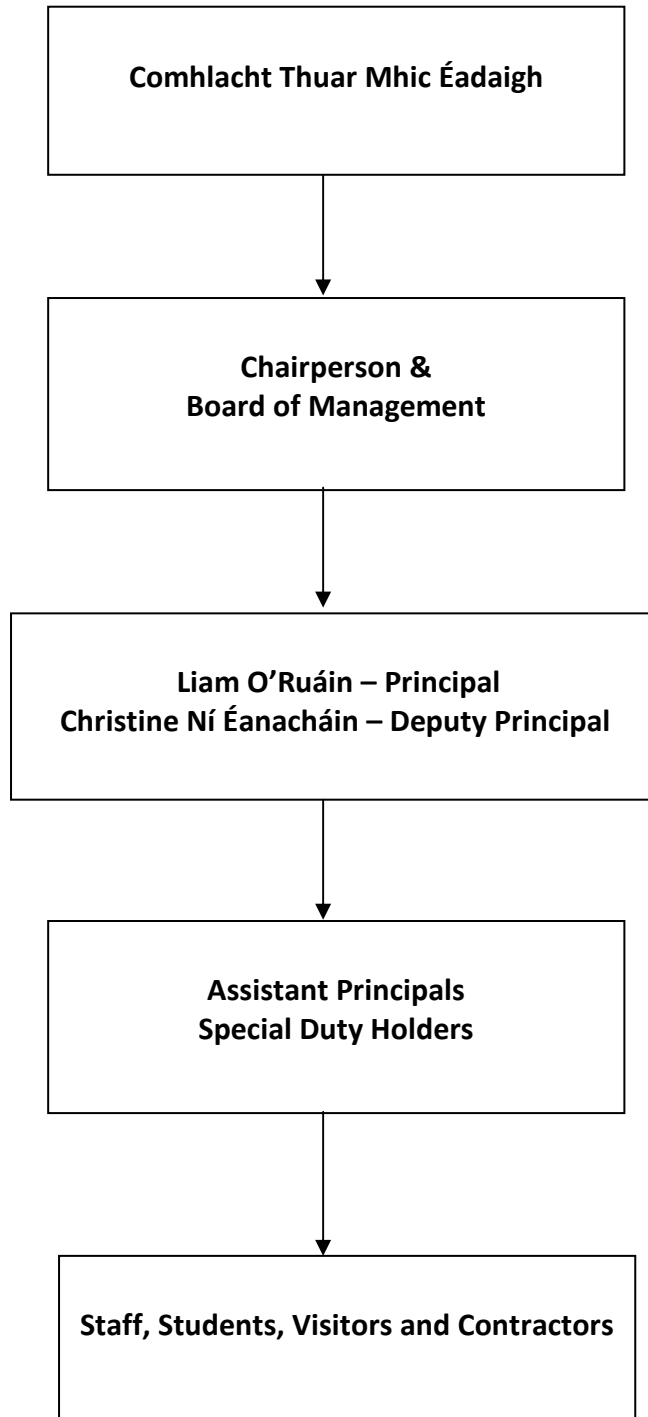 Comhlacht Thuar Mhic Éadaigh
Chairperson &
Board of Management
Liam O’Ruáin – Principal
Christine Ní Éanacháin – Deputy Principal
Assistant Principals
Special Duty Holders
Staff, Students, Visitors and Contractors